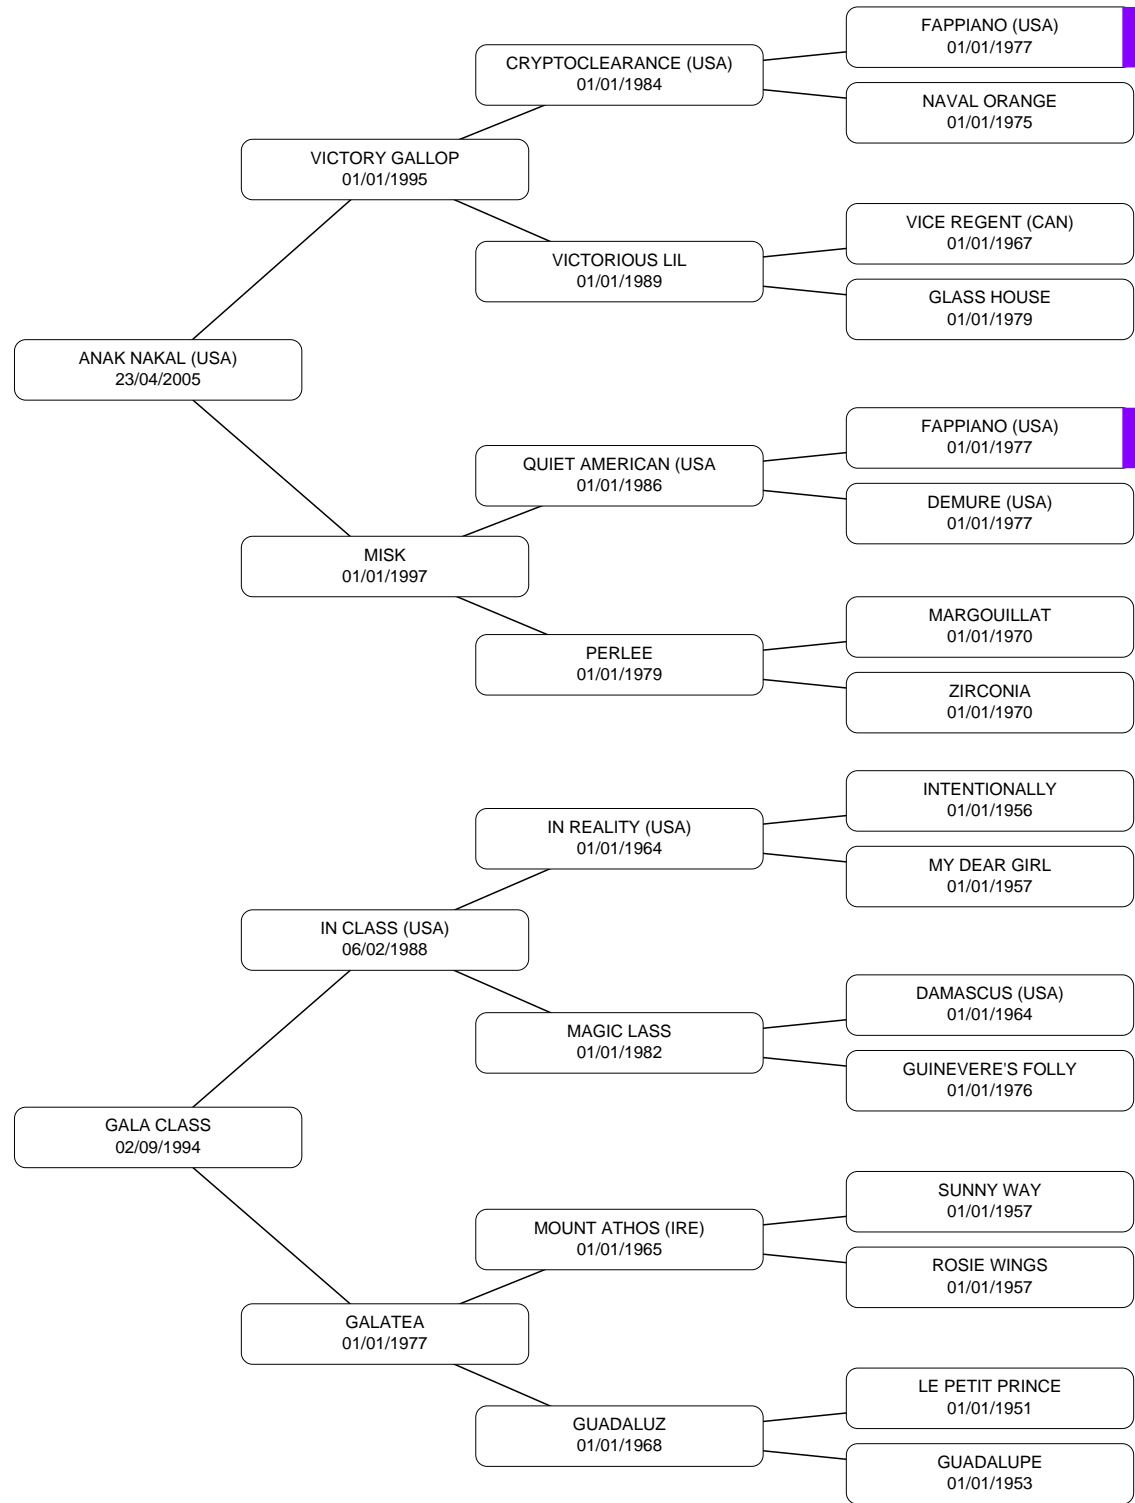 FAPPIANO (USA)
01/01/1977
CRYPTOCLEARANCE (USA)
01/01/1984
NAVAL ORANGE
01/01/1975
VICTORY GALLOP
01/01/1995
VICE REGENT (CAN)
01/01/1967
VICTORIOUS LIL
01/01/1989
GLASS HOUSE
01/01/1979
ANAK NAKAL (USA)
23/04/2005
FAPPIANO (USA)
01/01/1977
QUIET AMERICAN (USA
01/01/1986
DEMURE (USA)
01/01/1977
MISK
01/01/1997
MARGOUILLAT
01/01/1970
PERLEE
01/01/1979
ZIRCONIA
01/01/1970
INTENTIONALLY
01/01/1956
IN REALITY (USA)
01/01/1964
MY DEAR GIRL
01/01/1957
IN CLASS (USA)
06/02/1988
DAMASCUS (USA)
01/01/1964
MAGIC LASS
01/01/1982
GUINEVERE'S FOLLY
01/01/1976
GALA CLASS
02/09/1994
SUNNY WAY
01/01/1957
MOUNT ATHOS (IRE)
01/01/1965
ROSIE WINGS
01/01/1957
GALATEA
01/01/1977
LE PETIT PRINCE
01/01/1951
GUADALUZ
01/01/1968
GUADALUPE
01/01/1953